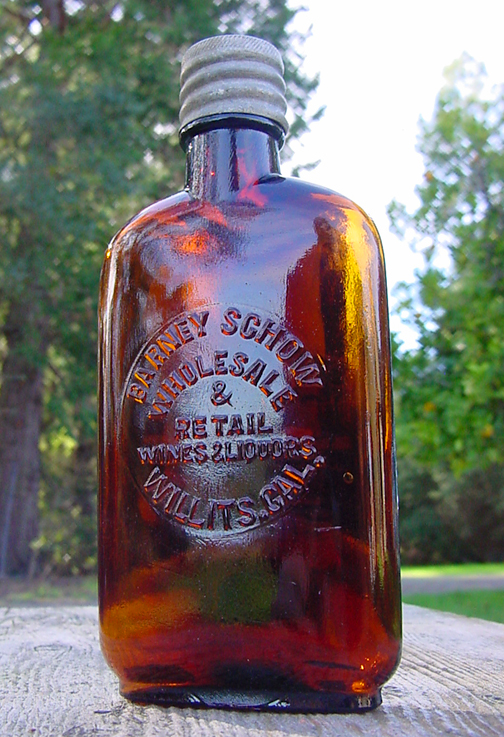 BARNEY SCHOW
WHOLESALE
&
RETAIL
WINES & LIQUORS
WILLITS, CAL.